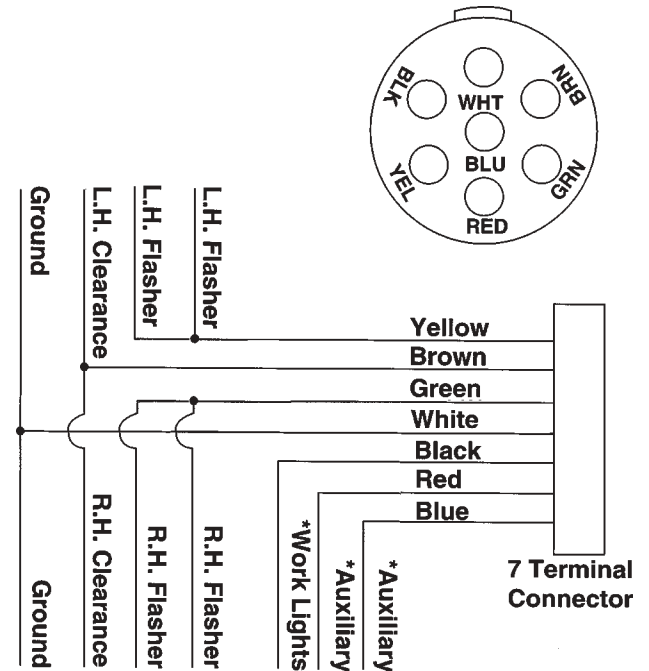 BLK
WHT
BRN
BLU
YEL
GRN
RED
Ground
L.H. Clearance
L.H. Flasher
L.H. Flasher
Yellow
Brown
Green
White
Black
Red
Blue
Ground
R.H. Clearance
R.H. Flasher
R.H. Flasher
*Work Lights
*Auxiliary
*Auxiliary
7 Terminal
Connector